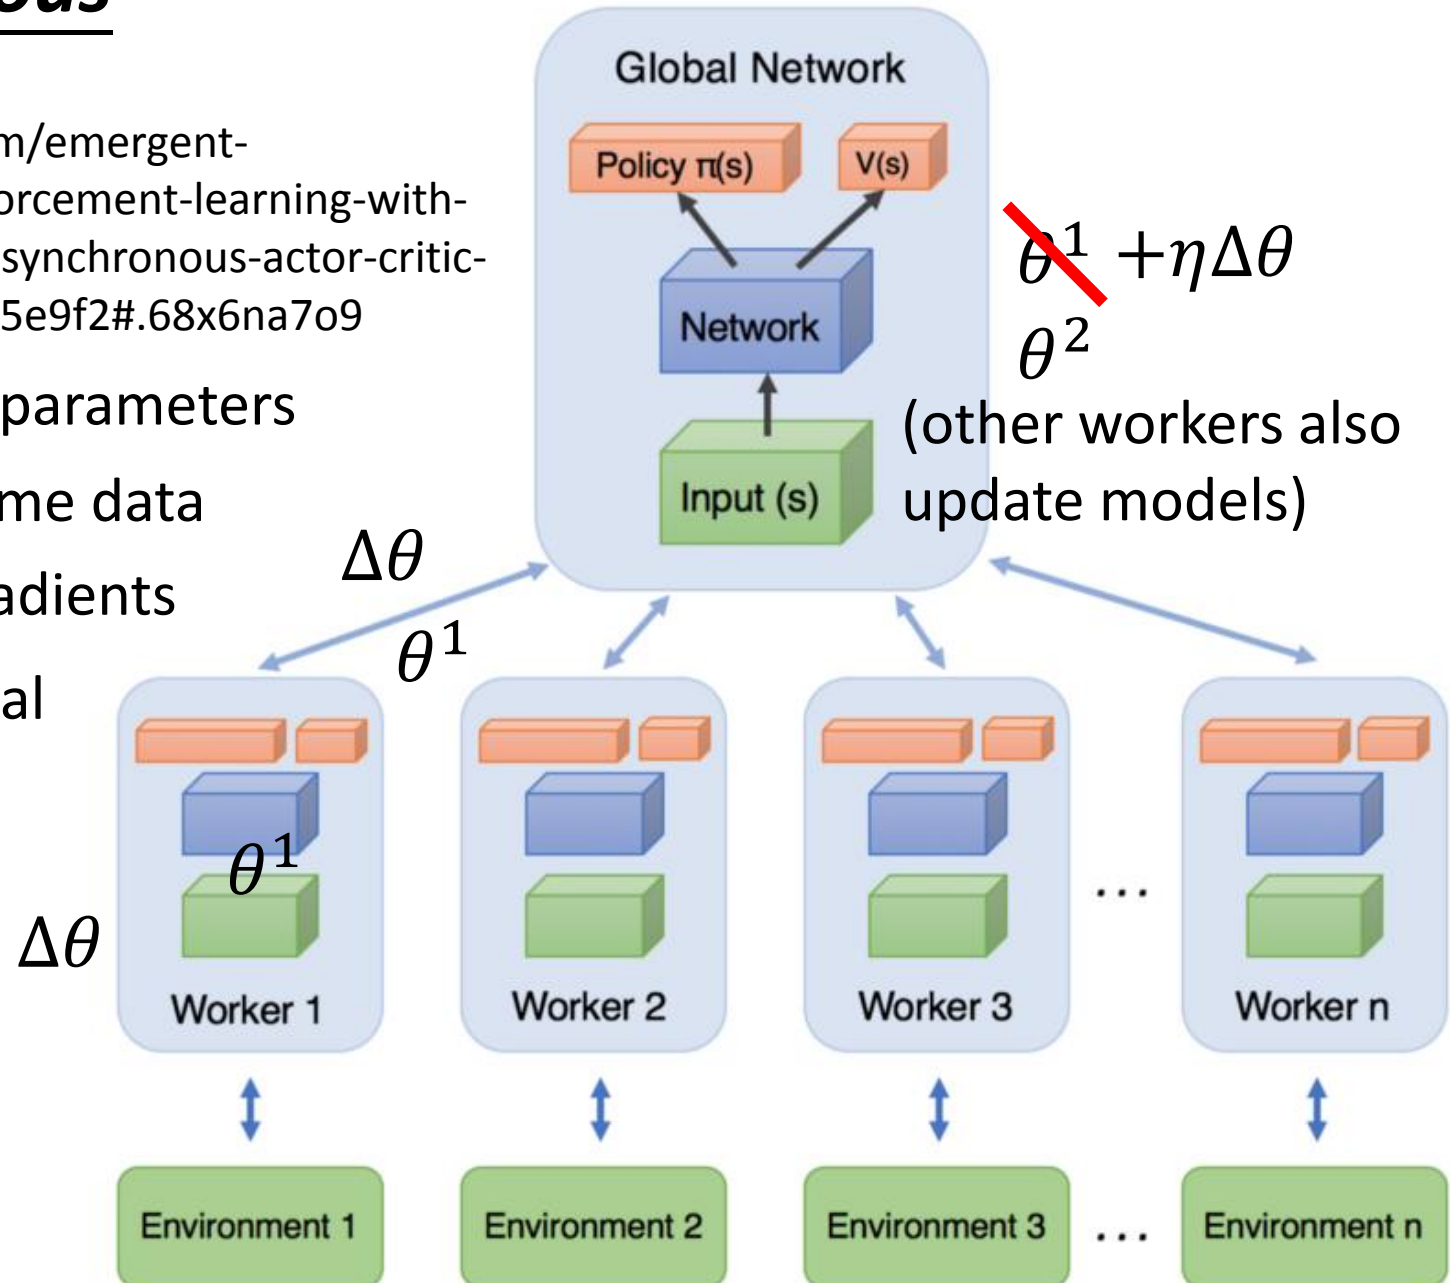 ous
m/emergent-
orcement-learning-with-
synchronous-actor-critic-
5e9f2#.68x6na7o9
parameters
me data
adients
al
Global Network
Policy π(s)
V(s)
Network
Input (s)
θ¹ +ηΔθ
θ²
(other workers also
update models)
Δθ
θ¹
θ¹
Δθ
Worker 1
Worker 2
Worker 3
...
Worker n
Environment 1
Environment 2
Environment 3
...
Environment n